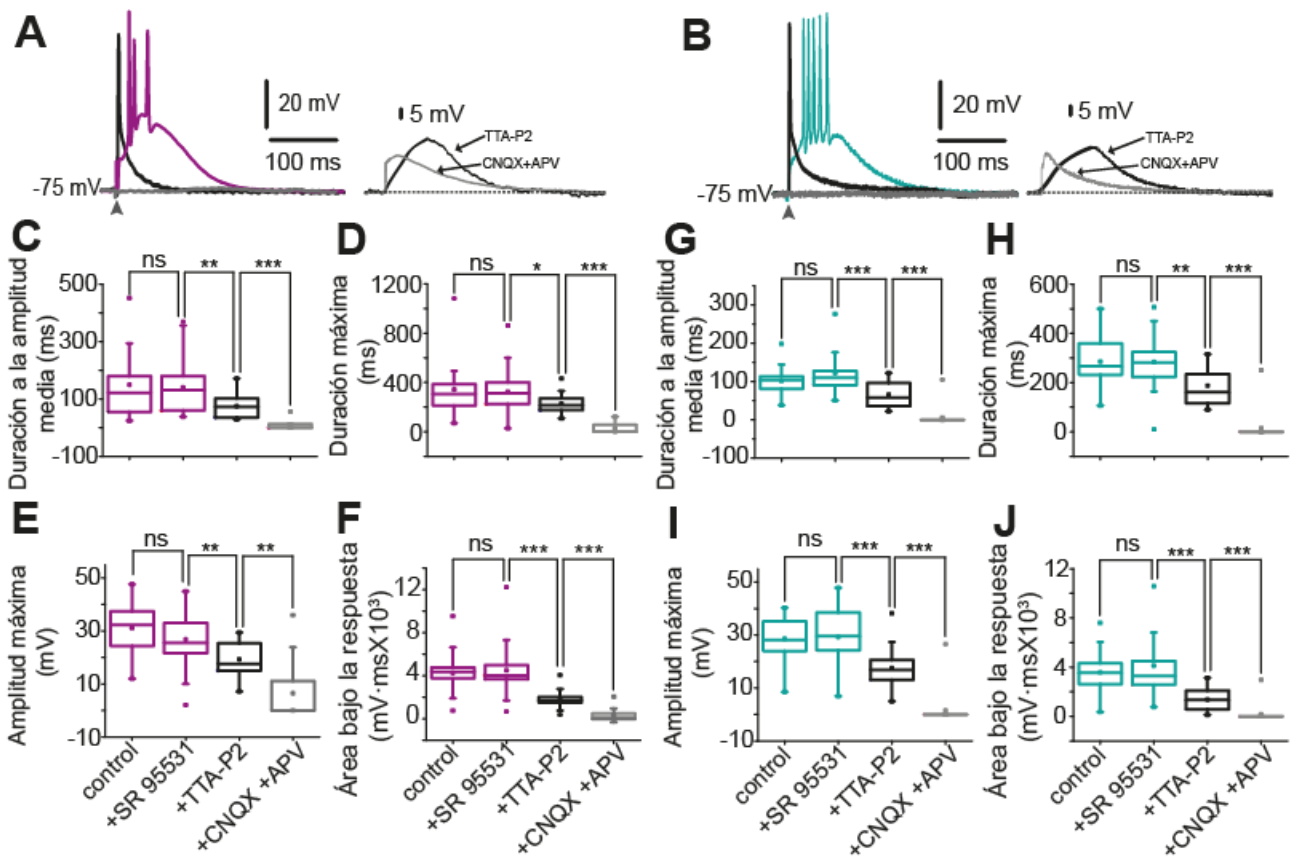 A
20 mV
100 ms
-75 mV
5 mV
TTA-P2
CNQX+APV
B
20 mV
100 ms
-75 mV
5 mV
TTA-P2
CNQX+APV
C
Duración a la amplitud
media (ms)
500
300
100
-100
ns
**
***
D
Duración máxima
(ms)
1200
800
400
0
ns
*
***
G
Duración a la amplitud
media (ms)
300
200
100
0
-100
ns
***
***
H
Duración máxima
(ms)
600
400
200
0
ns
**
***
E
Amplitud máxima
(mV)
50
30
10
-10
ns
**
**
control
+SR 95531
+TTA-P2
+CNQX +APV
F
Área bajo la respuesta
(mV·msX10³)
12
8
4
0
ns
***
***
control
+SR 95531
+TTA-P2
+CNQX +APV
I
Amplitud máxima
(mV)
50
30
10
-10
ns
***
***
control
+SR 95531
+TTA-P2
+CNQX +APV
J
Área bajo la respuesta
(mV·msX10³)
12
8
4
0
ns
***
***
control
+SR 95531
+TTA-P2
+CNQX +APV